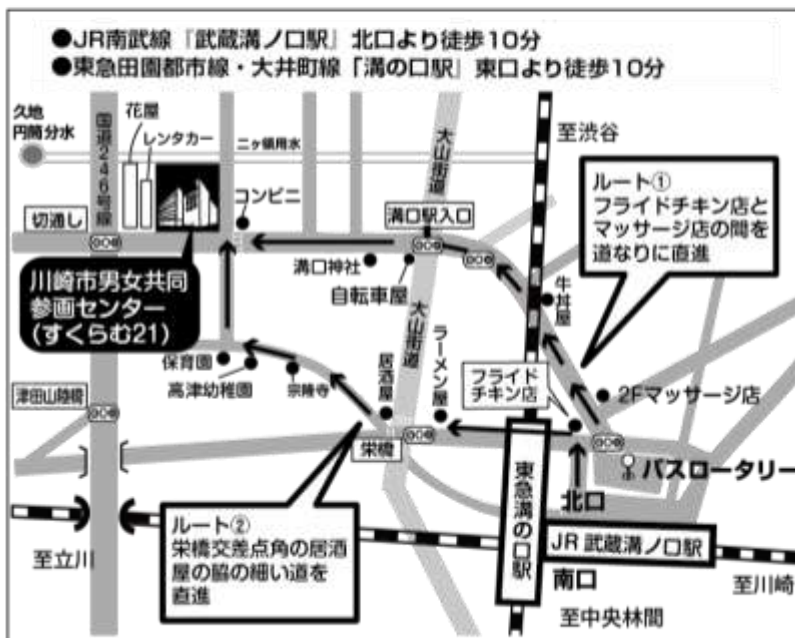 ●JR南武線『武蔵溝ノ口駅』北口より徒歩10分
●東急田園都市線・大井町線「溝の口駅」東口より徒歩10分
久地
円筒分水
国道246号線
花屋
レンタカー
二ヶ領用水
コンビニ
大山街道
至渋谷
ルート①
フライドチキン店と
マッサージ店の間を
道なりに直進
切通し
溝口駅入口
溝口神社
自転車屋
牛丼屋
川崎市男女共同
参画センター
(すくらむ21)
大山街道
ラーメン屋
居酒屋
保育園
高津幼稚園
宗隆寺
フライド
チキン店
2Fマッサージ店
津田山陸橋
栄橋
バスロータリー
北口
東急溝の口駅
ルート②
栄橋交差点角の居酒
屋の脇の細い道を
直進
JR武蔵溝ノ口駅
至立川
南口
至川崎
至中央林間